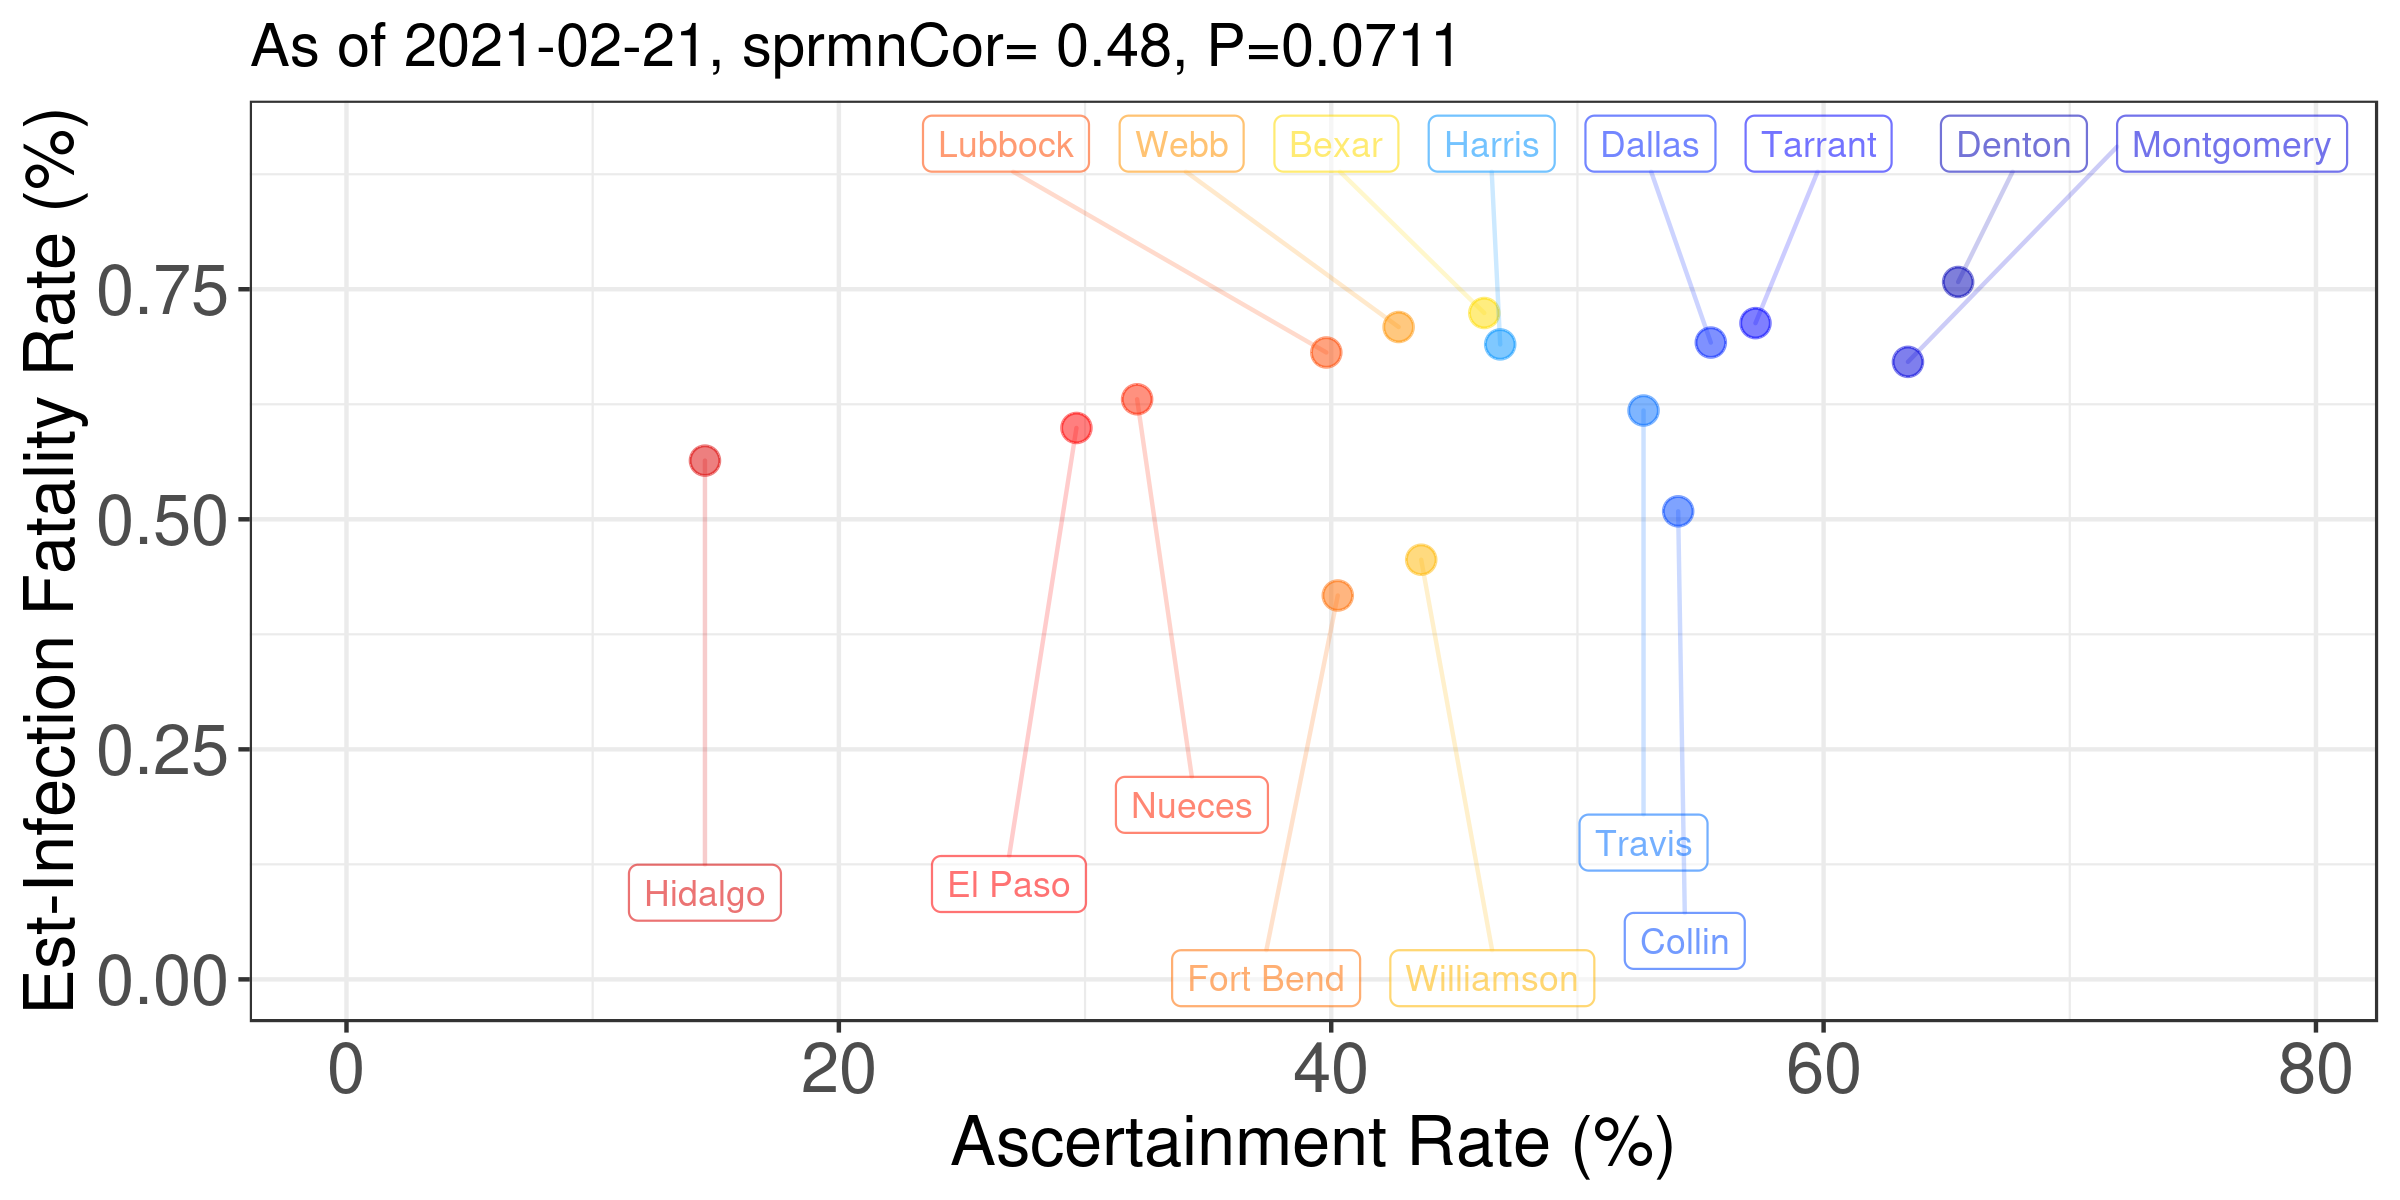 As of 2021-02-21, sprmnCor= 0.48, P=0.0711
Est-Infection Fatality Rate (%)
Lubbock
Webb
Bexar
Harris
Dallas
Tarrant
Denton
Montgomery
0.75
0.50
0.25
0.00
Nueces
Travis
El Paso
Hidalgo
Collin
Fort Bend
Williamson
0
20
40
60
80
Ascertainment Rate (%)